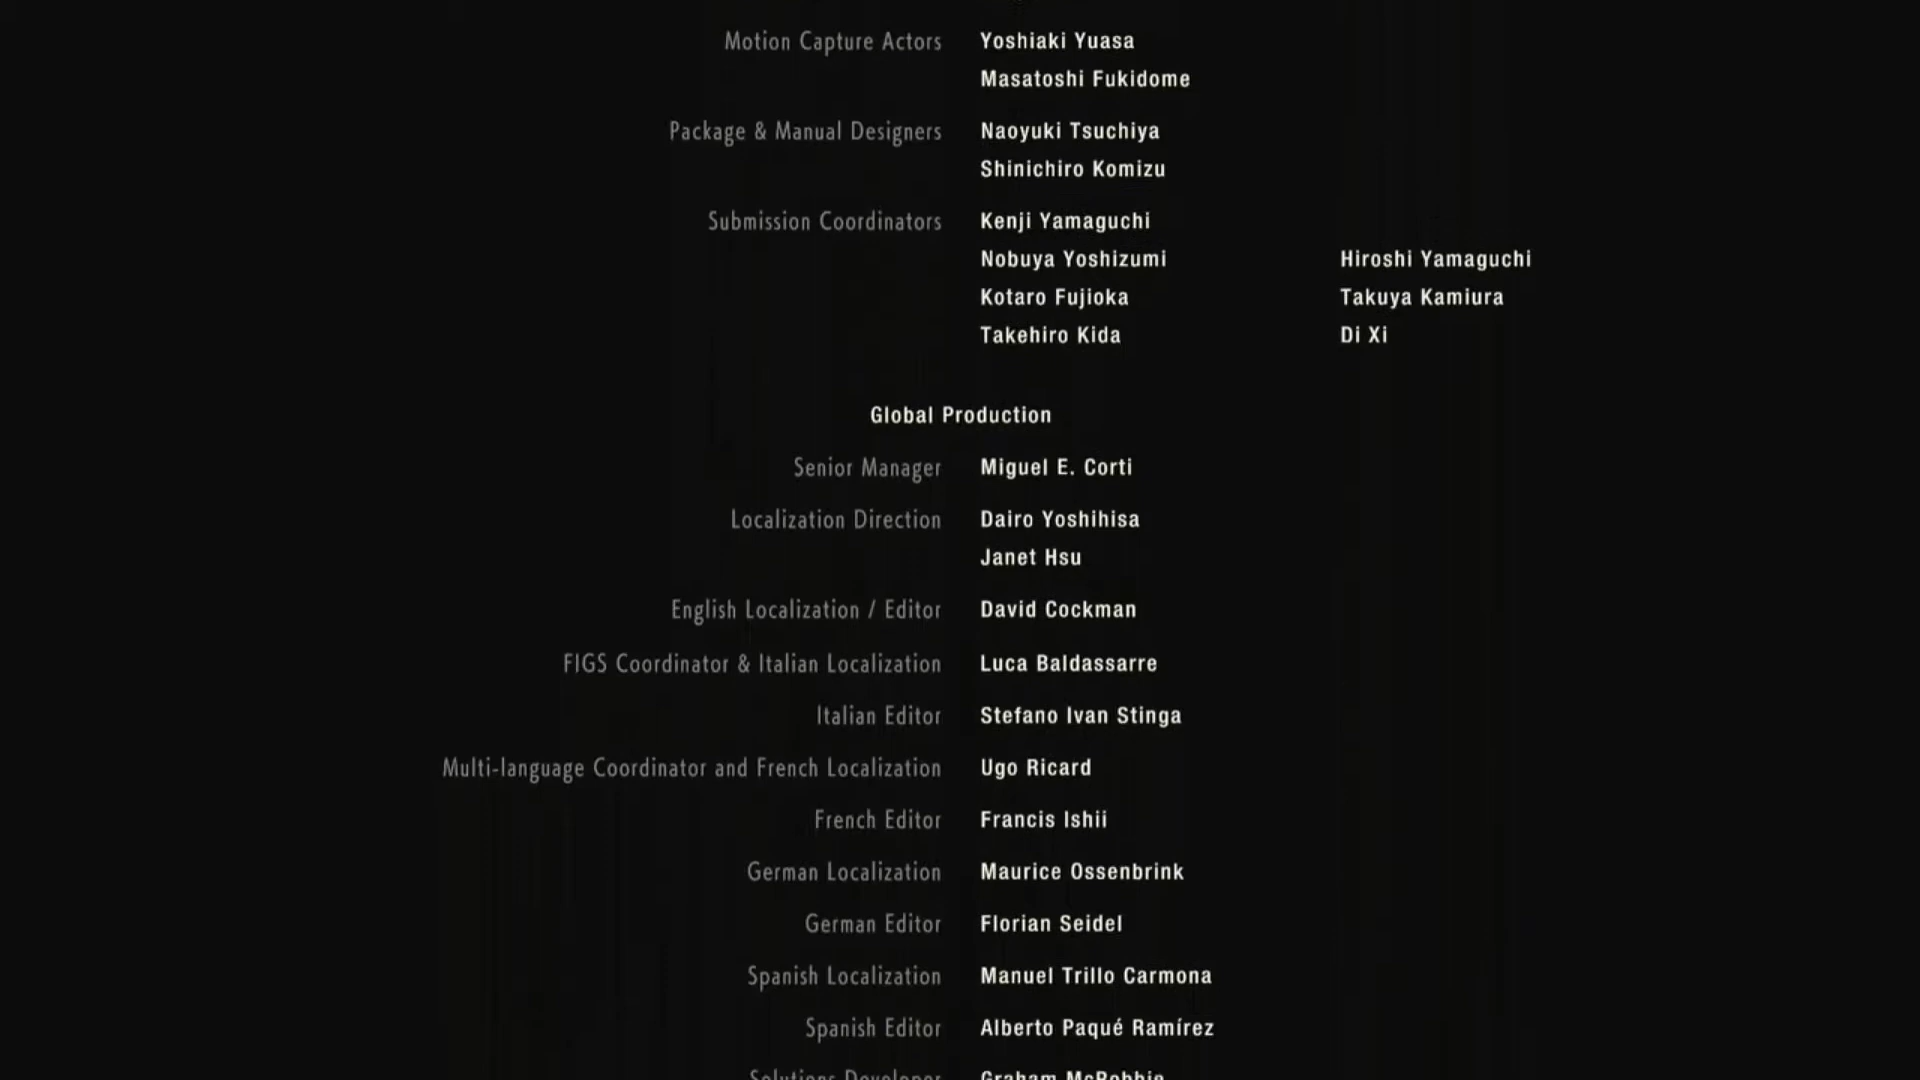 Motion Capture Actors Yoshiaki Yuasa
Masatoshi Fukidome
Package & Manual Designers Naoyuki Tsuchiya
Shinichiro Komizu
Submission Coordinators Kenji Yamaguchi
Nobuya Yoshizumi Hiroshi Yamaguchi
Kotaro Fujioka Takuya Kamiura
Takehiro Kida Di Xi
Global Production
Senior Manager Miguel E. Corti
Localization Direction Dairo Yoshihisa
Janet Hsu
English Localization / Editor David Cockman
FIGS Coordinator & Italian Localization Luca Baldassarre
Italian Editor Stefano Ivan Stinga
Multi-language Coordinator and French Localization Ugo Ricard
French Editor Francis Ishii
German Localization Maurice Ossenbrink
German Editor Florian Seidel
Spanish Localization Manuel Trillo Carmona
Spanish Editor Alberto Paqué Ramírez
Solutions Developer Graham McRobbie